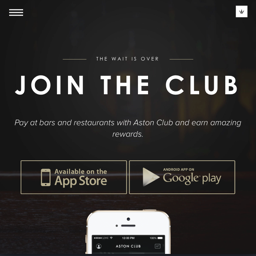 THE WAIT IS OVER
JOIN THE CLUB
Pay at bars and restaurants with Aston Club and earn amazing
rewards.
Available on the
App Store
ANDROID APP ON
Google play
ASTON CLUB